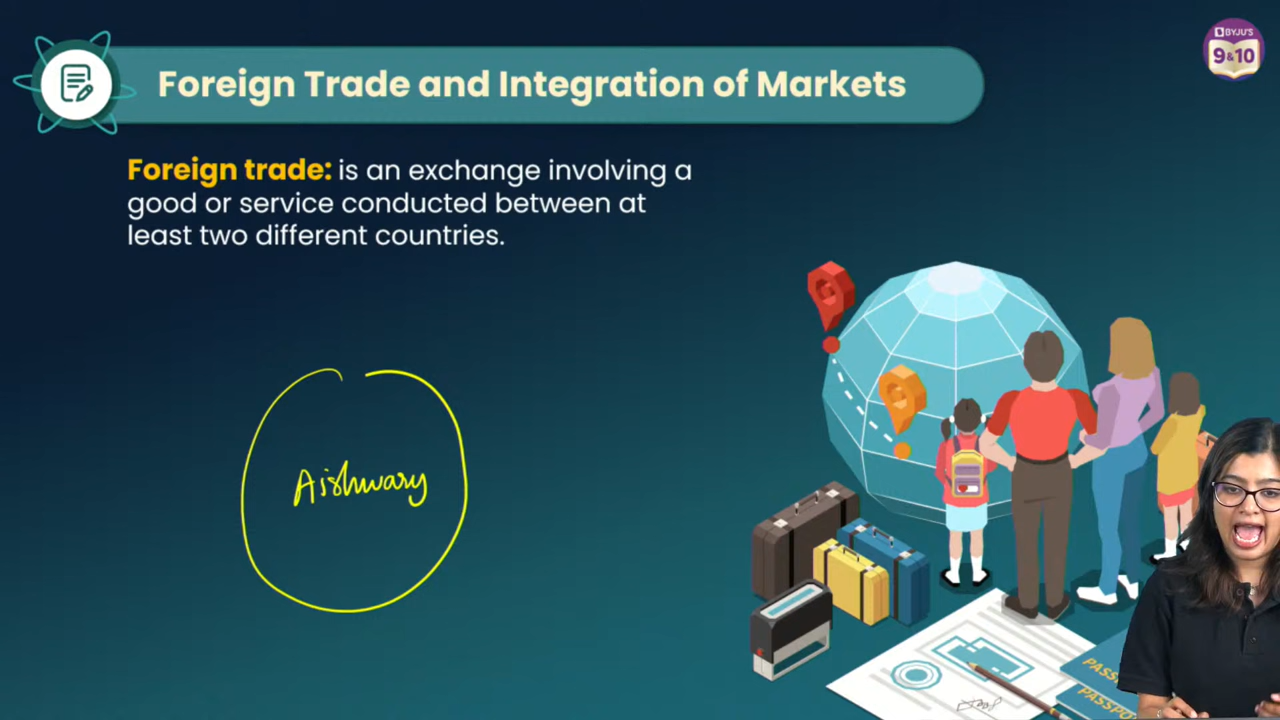 Foreign Trade and Integration of Markets
BYJU'S
9&10
Foreign trade: is an exchange involving a
good or service conducted between at
least two different countries.
Aishwary